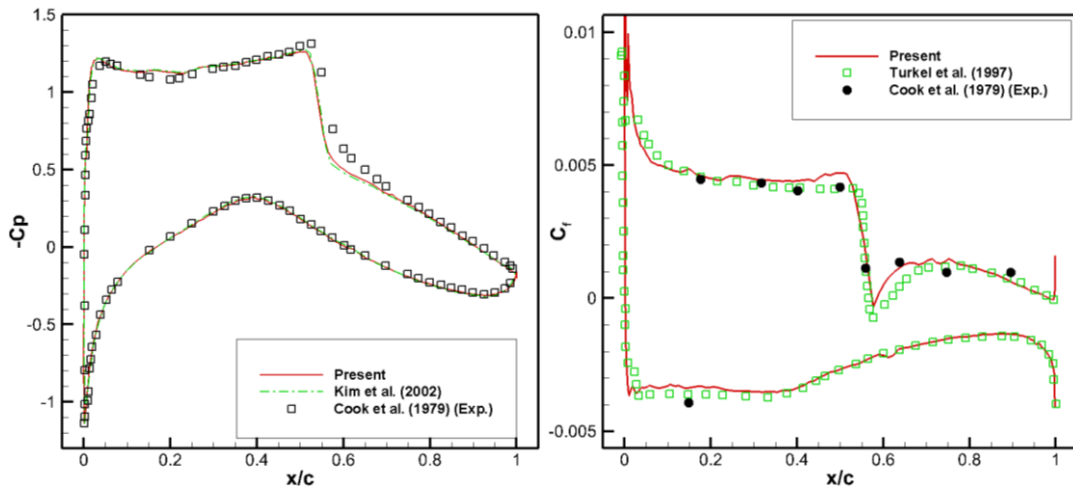 -1.5
1
0.5
0
-0.5
-1
-Cp
0
0.2
0.4
0.6
0.8
1
x/c
Present
Kim et al. (2002)
Cook et al. (1979) (Exp.)
0.01
0.005
0
-0.005
Cf
0
0.2
0.4
0.6
0.8
1
x/c
Present
Turkel et al. (1997)
Cook et al. (1979) (Exp.)